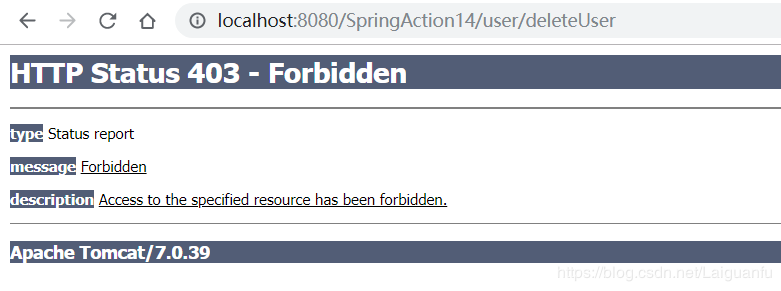 localhost:8080/SpringAction14/user/deleteUser
HTTP Status 403 - Forbidden
type Status report
message Forbidden
description Access to the specified resource has been forbidden.
Apache Tomcat/7.0.39
https://blog.csdn.net/Laiguanfu